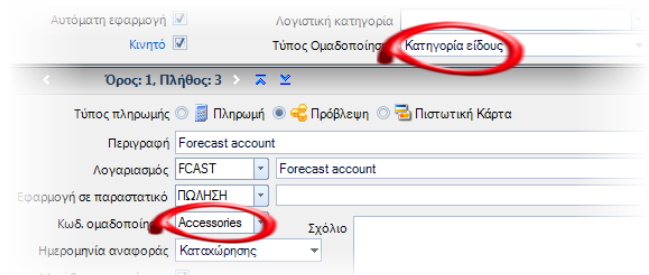 Αυτόματη εφαρμογή Λογιστική κατηγορία
Κινητό Τύπος Ομαδοποίησ Κατηγορία είδους
Όρος: 1, Πλήθος: 3
Τύπος πληρωμής Πληρωμή Πρόβλεψη Πιστωτική Κάρτα
Περιγραφή Forecast account
Λογαριασμός FCAST Forecast account
Εφαρμογή σε παραστατικό ΠΩΛΗΣΗ
Κωδ. ομαδοποίη Accessories Σχόλιο
Ημερομηνία αναφοράς Καταχώρησης